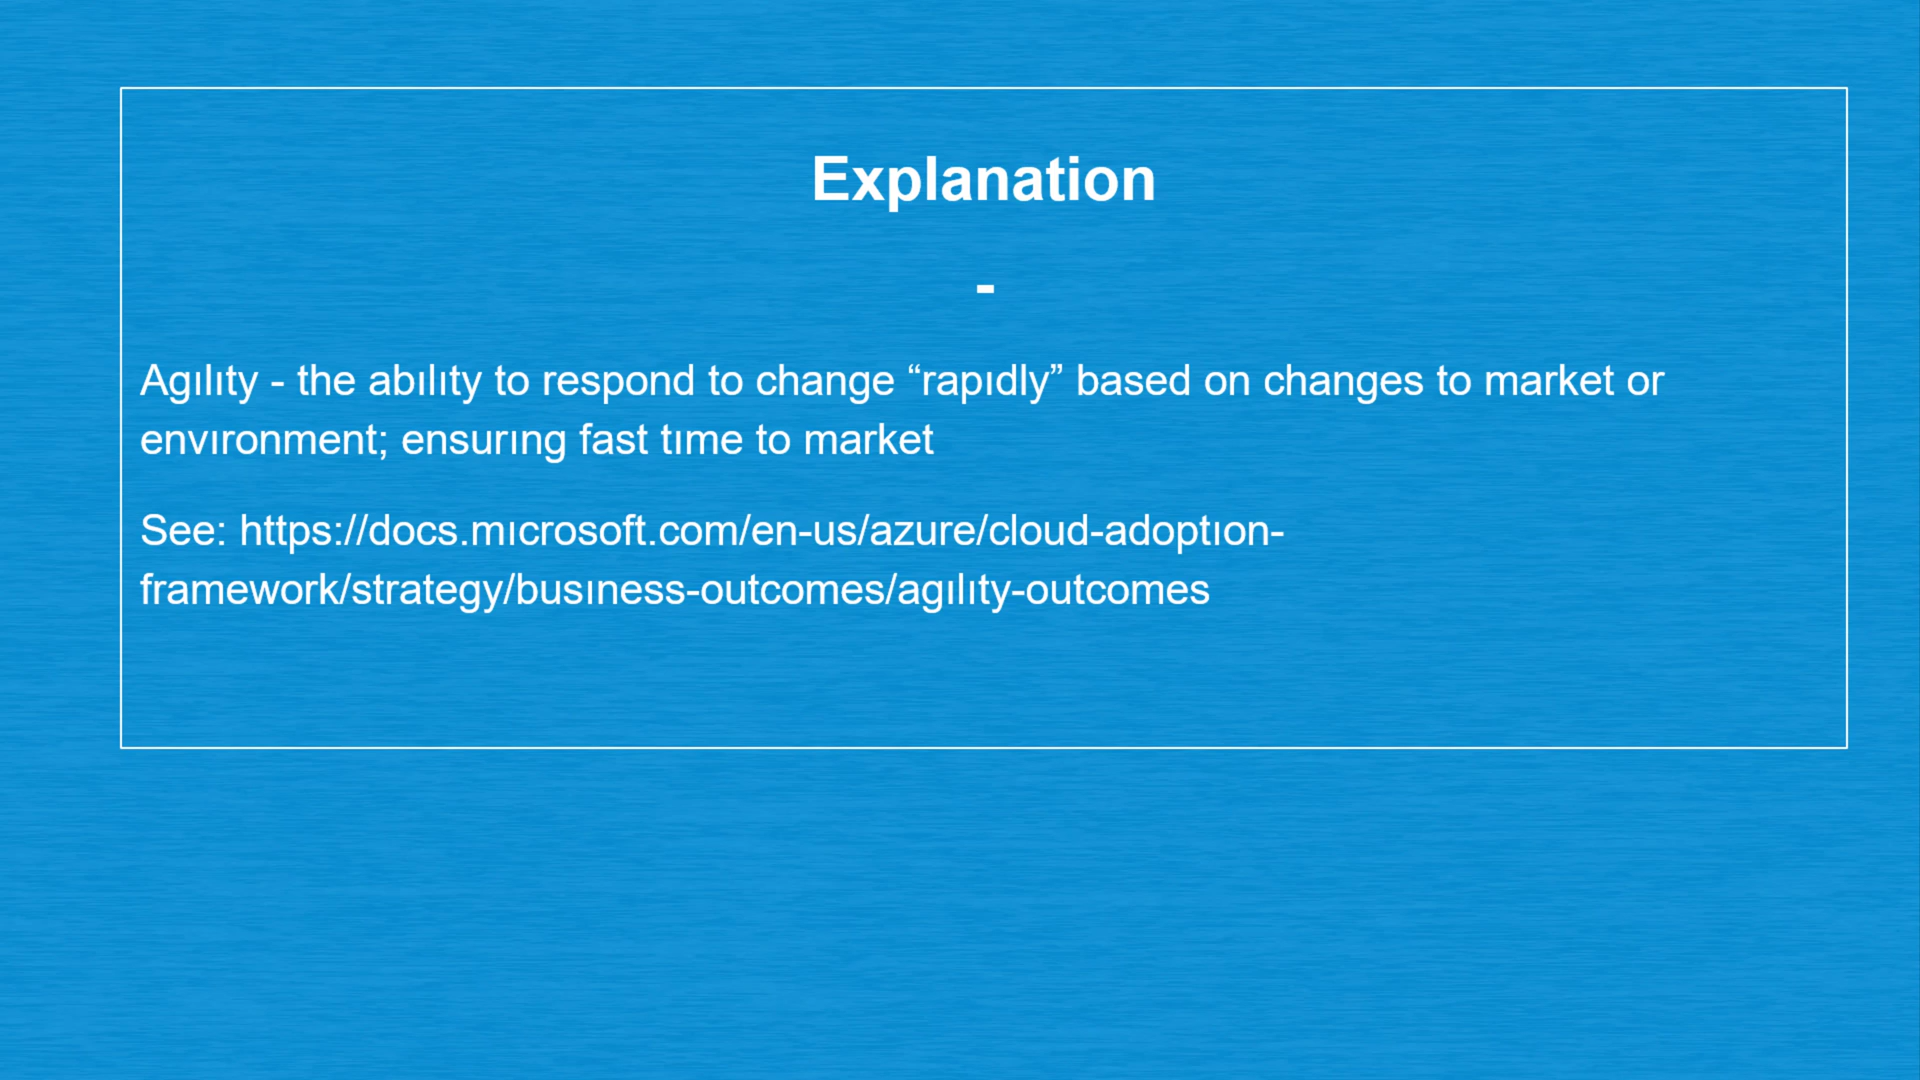 Explanation
-
Agılıty - the abılıty to respond to change “rapıdly” based on changes to market or
envıronment; ensurıng fast tıme to market
See: https://docs.mıcrosoft.com/en-us/azure/cloud-adoptıon-
framework/strategy/busıness-outcomes/agılıty-outcomes